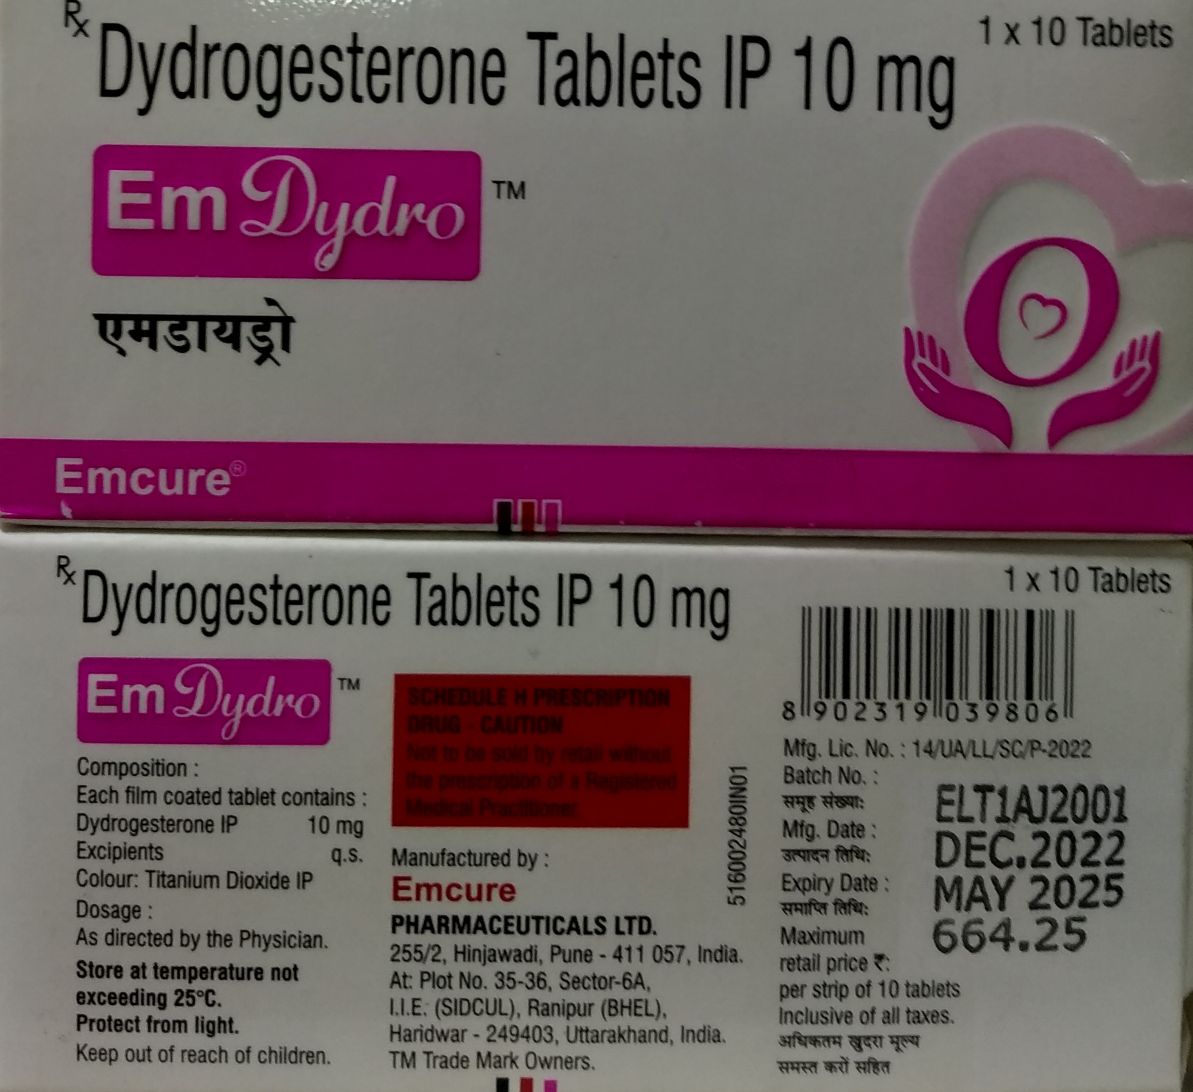 Rx Dydrogesterone Tablets IP 10 mg 1 x 10 Tablets
Em Dydro ™
एमडायड्रो
Emcure®
Rx Dydrogesterone Tablets IP 10 mg 1 x 10 Tablets
Em Dydro ™
Composition :
Each film coated tablet contains :
Dydrogesterone IP 10 mg
Excipients q.s.
Colour: Titanium Dioxide IP
Dosage :
As directed by the Physician.
Store at temperature not
exceeding 25°C.
Protect from light.
Keep out of reach of children.
SCHEDULE H PRESCRIPTION
DRUG - CAUTION
Not to be sold by retail without
the prescription of a Registered
Medical Practitioner.
Manufactured by :
Emcure
PHARMACEUTICALS LTD.
255/2, Hinjawadi, Pune - 411 057, India.
At: Plot No. 35-36, Sector-6A,
I.I.E. (SIDCUL), Ranipur (BHEL),
Haridwar - 249403, Uttarakhand, India.
TM Trade Mark Owners.
516002480IN01
8 902319 039806
Mfg. Lic. No. : 14/UA/LL/SC/P-2022
Batch No. : ELT1AJ2001
समूह संख्या:
Mfg. Date : DEC.2022
उत्पादन तिथि:
Expiry Date : MAY 2025
समाप्ति तिथि:
Maximum 664.25
retail price ₹:
per strip of 10 tablets
Inclusive of all taxes.
अधिकतम खुदरा मूल्य
समस्त करों सहित